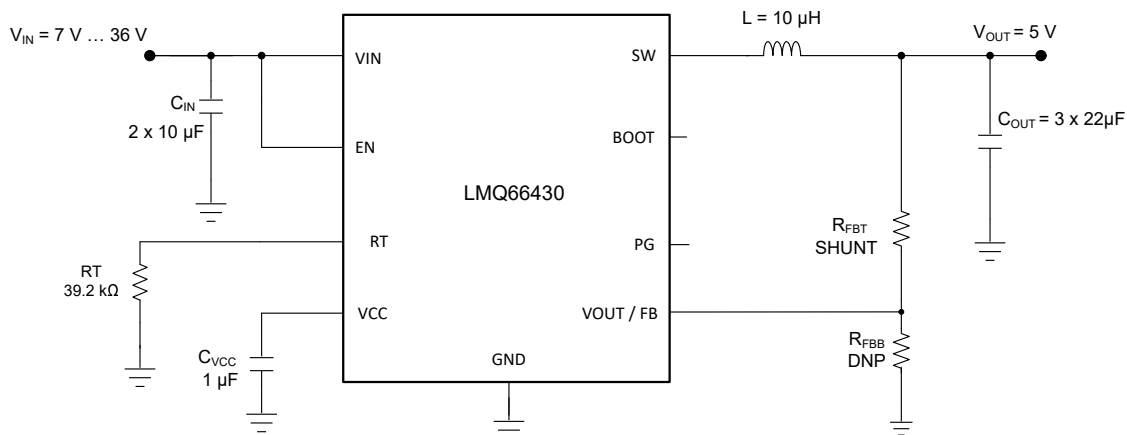 L = 10 µH
V_IN = 7 V … 36 V
V_OUT = 5 V
VIN
SW
C_IN
2 x 10 µF
C_OUT = 3 x 22µF
EN
BOOT
LMQ66430
R_FBT
SHUNT
RT
PG
RT
39.2 kΩ
VCC
VOUT / FB
R_FBB
DNP
GND
C_VCC
1 µF